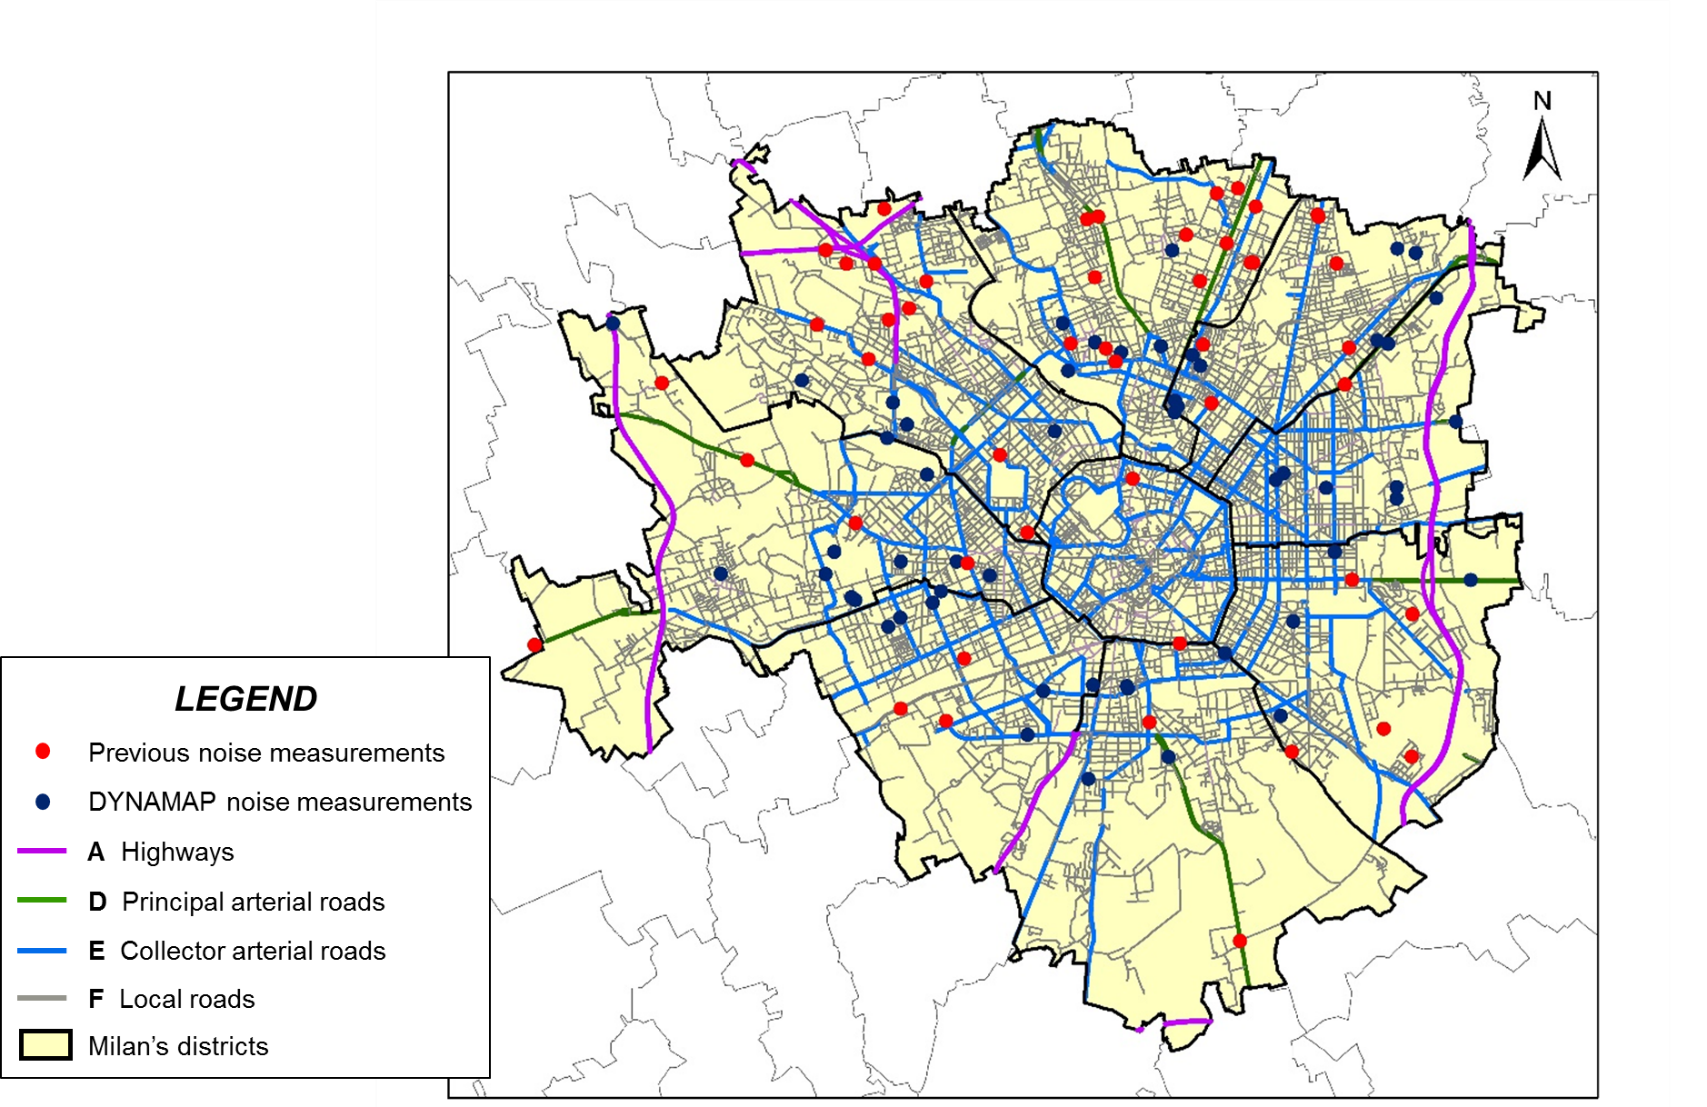 N
LEGEND
Previous noise measurements
DYNAMAP noise measurements
A Highways
D Principal arterial roads
E Collector arterial roads
F Local roads
Milan's districts